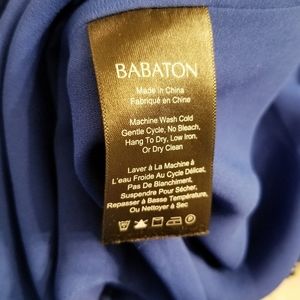 BABATON
Made in China
Fabriqué en Chine
Machine Wash Cold
Gentle Cycle, No Bleach,
Hang To Dry, Low Iron.
Or Dry Clean
Laver à La Machine à
L'eau Froide Au Cycle Délicat,
Pas De Blanchiment.
Suspendre Pour Sécher.
Repasser à Basse Température,
Ou Nettoyer à Sec